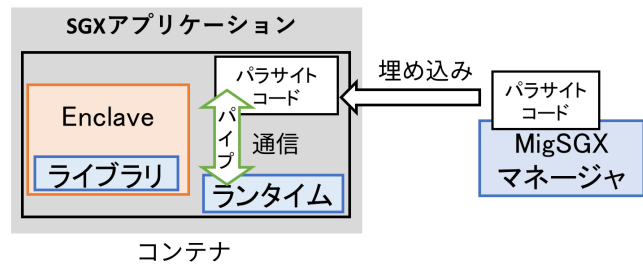 SGXアプリケーション
パラサイト
コード
埋め込み
パラサイト
コード
Enclave
パイプ
通信
MigSGX
マネージャ
ライブラリ
ランタイム
コンテナ